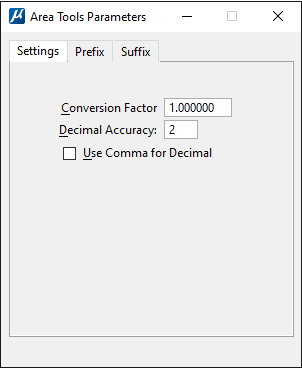 µ Area Tools Parameters
Settings Prefix Suffix
Conversion Factor 1.000000
Decimal Accuracy: 2
Use Comma for Decimal